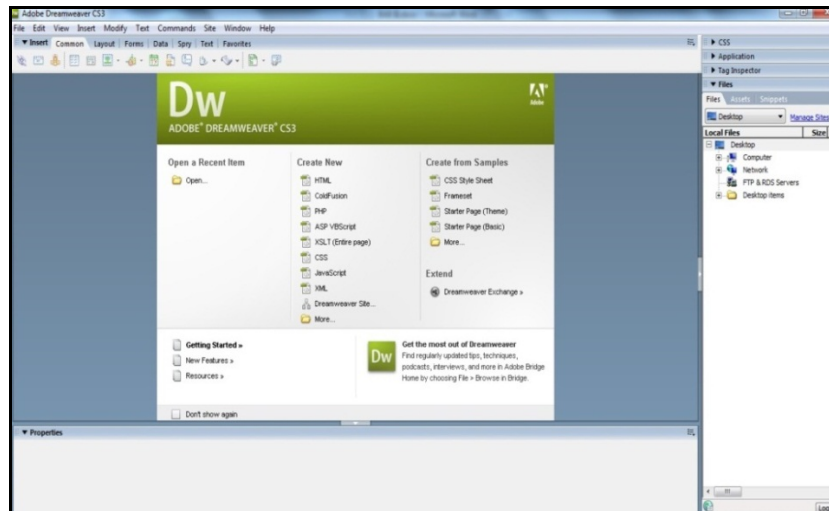 Adobe Dreamweaver CS3
File Edit View Insert Modify Text Commands Site Window Help
Insert Common Layout Forms Data Spry Text Favorites
CSS
Application
Tag Inspector
Files
Files Assets Snippets
Desktop Manage Sites
Local Files Size
Desktop
Computer
Network
FTP & RDS Servers
Desktop items
Dw
ADOBE® DREAMWEAVER® CS3
Adobe
Open a Recent Item
Open...
Create New
HTML
ColdFusion
PHP
ASP VBScript
XSLT (Entire page)
CSS
JavaScript
XML
Dreamweaver Site...
More...
Create from Samples
CSS Style Sheet
Frameset
Starter Page (Theme)
Starter Page (Basic)
More...
Extend
Dreamweaver Exchange »
Getting Started »
New Features »
Resources »
Dw
Get the most out of Dreamweaver
Find regularly updated tips, techniques,
podcasts, interviews, and more in Adobe Bridge
Home by choosing File > Browse in Bridge.
Don't show again
Properties